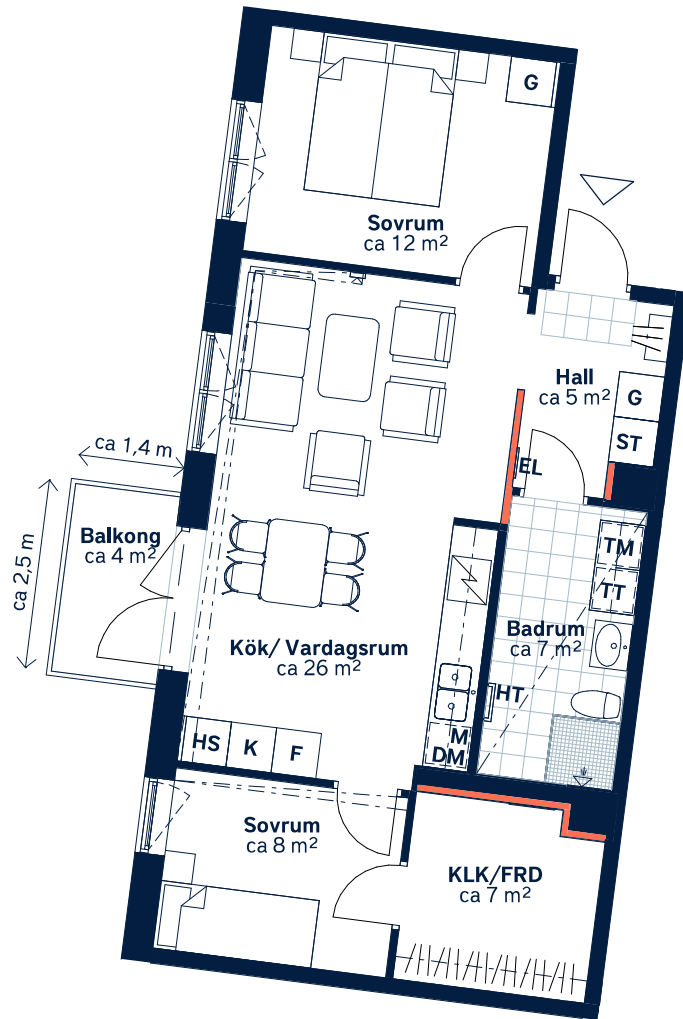 G
Sovrum
ca 12 m²
Hall
ca 5 m²
G
ST
EL
ca 1,4 m
Balkong
ca 4 m²
ca 2,5 m
TM
TT
Badrum
ca 7 m²
Kök/ Vardagsrum
ca 26 m²
HT
M
DM
HS K F
Sovrum
ca 8 m²
KLK/FRD
ca 7 m²